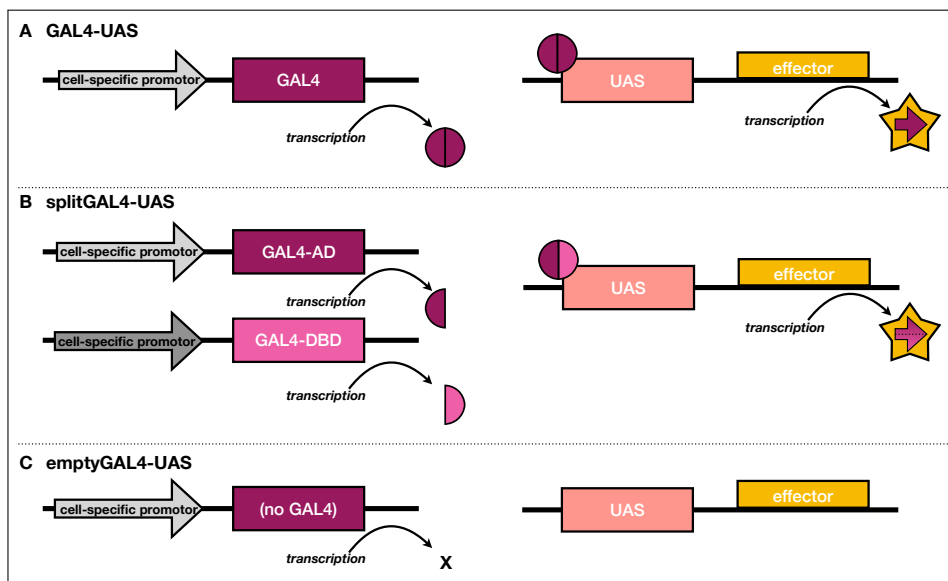 A GAL4-UAS
cell-specific promotor
GAL4
transcription
UAS
effector
transcription
B splitGAL4-UAS
cell-specific promotor
GAL4-AD
transcription
cell-specific promotor
GAL4-DBD
transcription
UAS
effector
transcription
C emptyGAL4-UAS
cell-specific promotor
(no GAL4)
transcription
X
UAS
effector